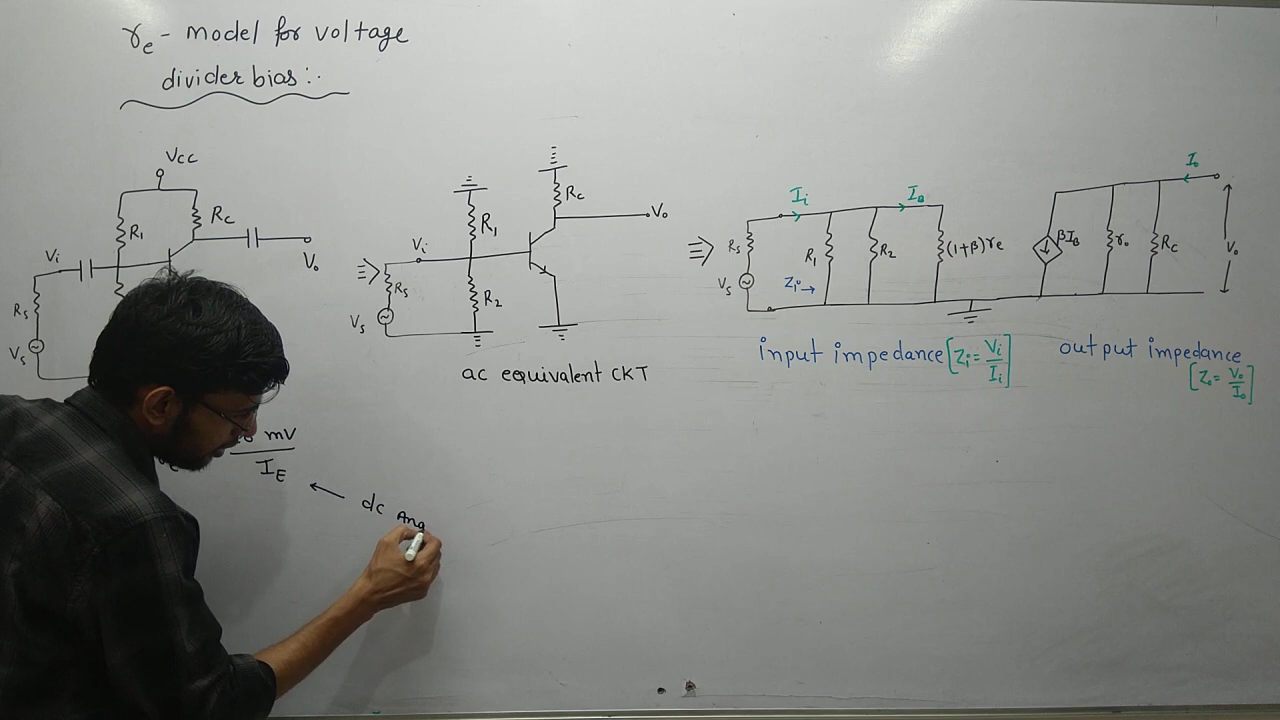 re - model for voltage
divider bias :-
Vcc
R1
Rc
Vi
Vo
Rs
Vs
Vi
R1
Rc
Vo
Rs
R2
Vs
ac equivalent CKT
Ii
IB
Rs
R1
R2
(1+β)re
Zi →
Vs
Io
βIB
ro
Rc
Vo
input impedance [Zi = Vi/Ii]
output impedance
[Zo = Vo/Io]
mV
IE
← dc Ana